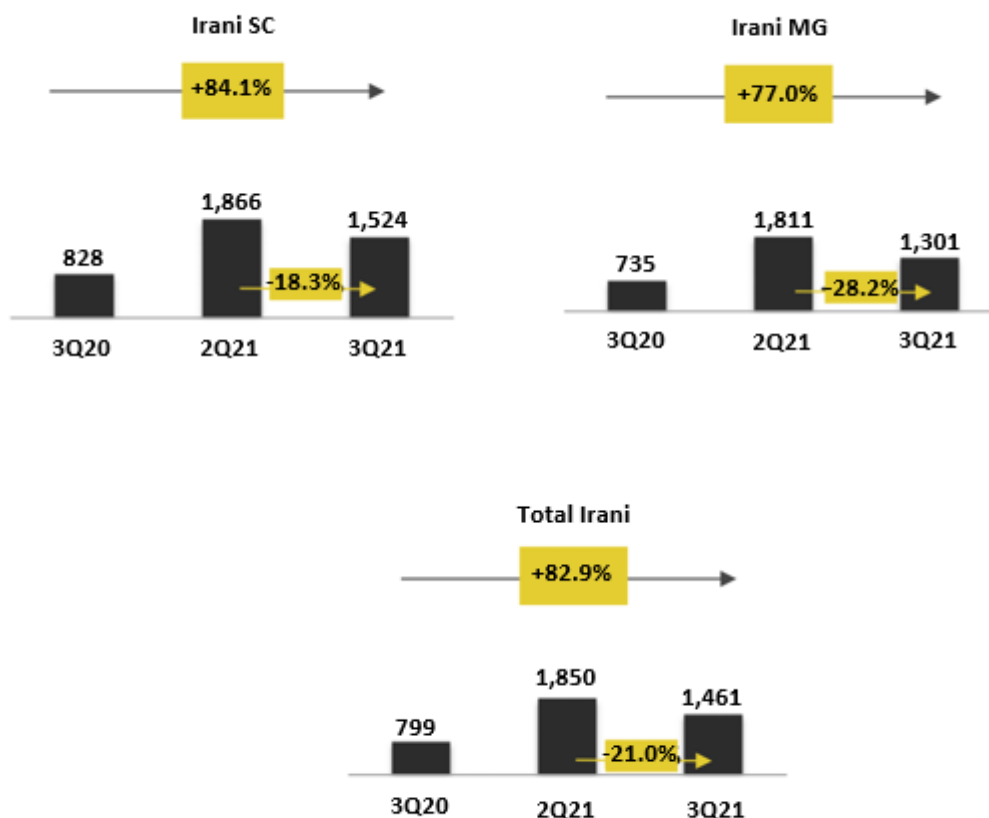 Irani SC
+84.1%
828
1,866
1,524
-18.3%
3Q20
2Q21
3Q21
Irani MG
+77.0%
735
1,811
1,301
-28.2%
3Q20
2Q21
3Q21
Total Irani
+82.9%
799
1,850
1,461
-21.0%
3Q20
2Q21
3Q21